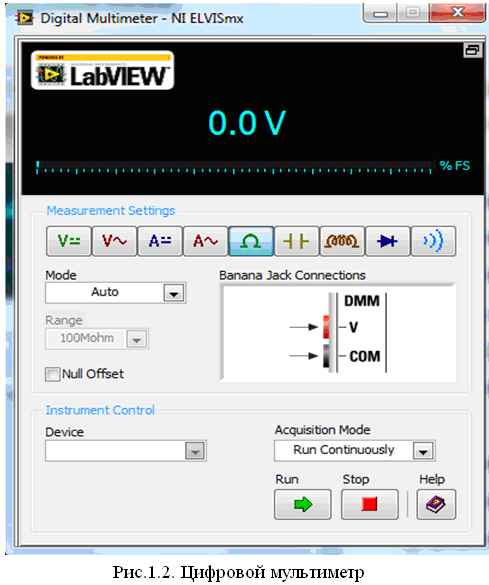 Digital Multimeter - NI ELVISmx
LabVIEW™
0.0 V
% FS
Measurement Settings
V V A A Ω
Mode
Banana Jack Connections
Auto
DMM
V
COM
Range
100Mohm
Null Offset
Instrument Control
Device
Acquisition Mode
Run Continuously
Run Stop Help
Рис.1.2. Цифровой мультиметр